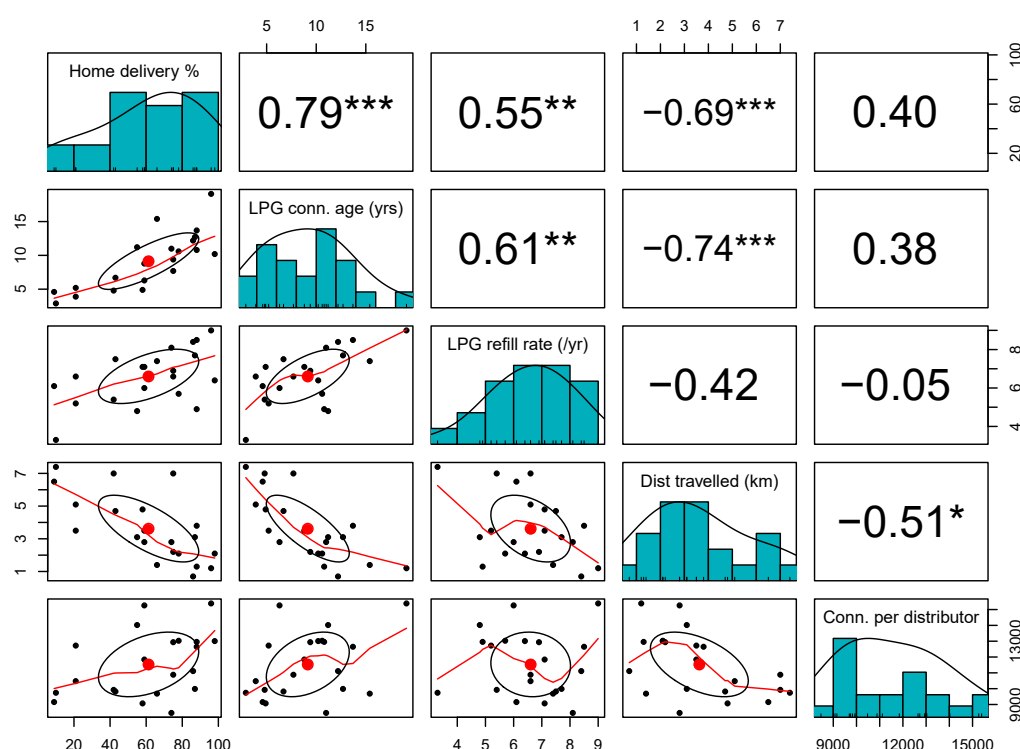 5 10 15
1 2 3 4 5 6 7
Home delivery %
0.79***
0.55**
−0.69***
0.40
20 60 100
5 10 15
LPG conn. age (yrs)
0.61**
−0.74***
0.38
LPG refill rate (/yr)
−0.42
−0.05
4 6 8
1 3 5 7
Dist travelled (km)
−0.51*
Conn. per distributor
9000 13000
20 40 60 80 100
4 5 6 7 8 9
9000 12000 15000